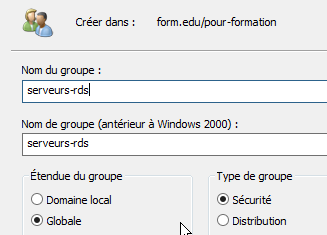 Créer dans : form.edu/pour-formation
Nom du groupe :
serveurs-rds
Nom de groupe (antérieur à Windows 2000) :
serveurs-rds
Étendue du groupe Type de groupe
Domaine local Sécurité
Globale Distribution